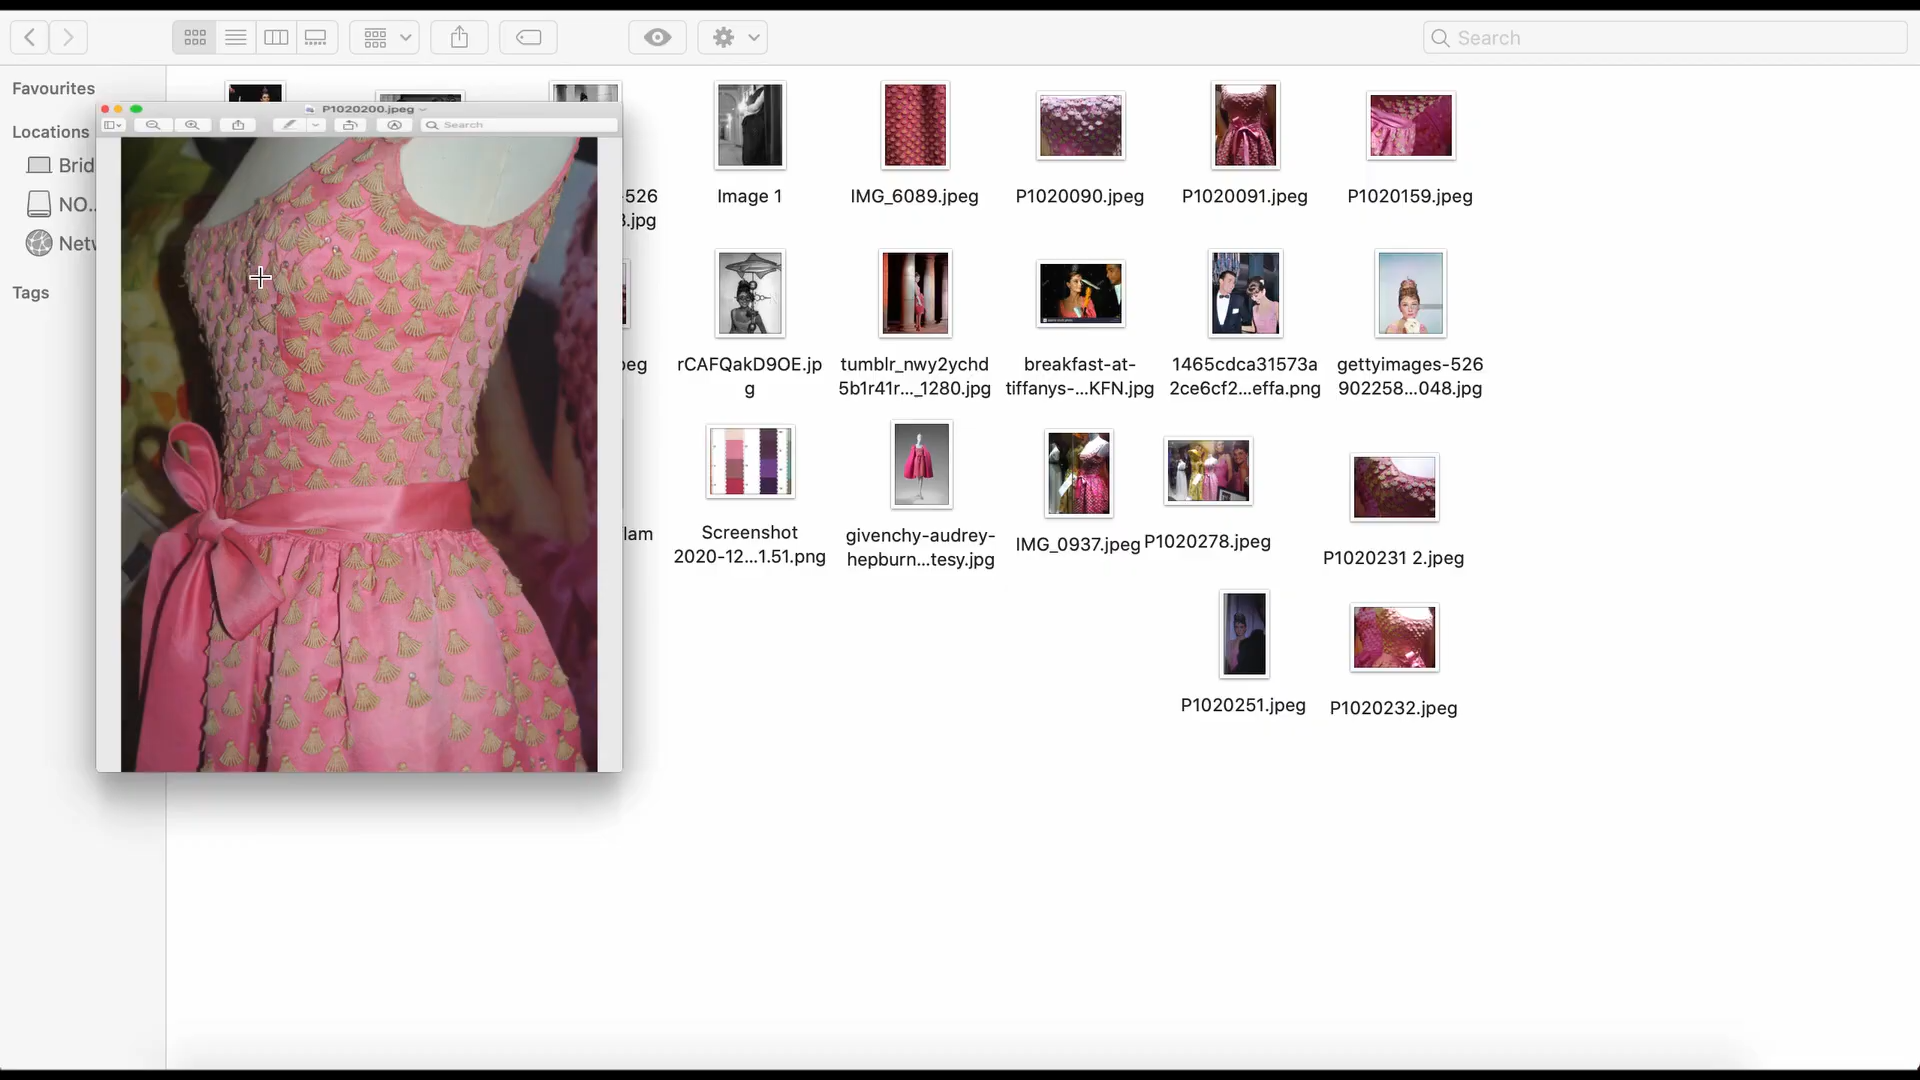 Search
Favourites
Locations
Brid
NO..
Netw
Tags
P1020200.jpeg
Search
-526
3.jpg
Image 1
IMG_6089.jpeg
P1020090.jpeg
P1020091.jpeg
P1020159.jpeg
peg
rCAFQakD9OE.jp
g
tumblr_nwy2ychd
5b1r41r..._1280.jpg
breakfast-at-
tiffanys-...KFN.jpg
1465cdca31573a
2ce6cf2...effa.png
gettyimages-526
902258...048.jpg
lam
Screenshot
2020-12...1.51.png
givenchy-audrey-
hepburn...tesy.jpg
IMG_0937.jpeg
P1020278.jpeg
P1020231 2.jpeg
P1020251.jpeg
P1020232.jpeg